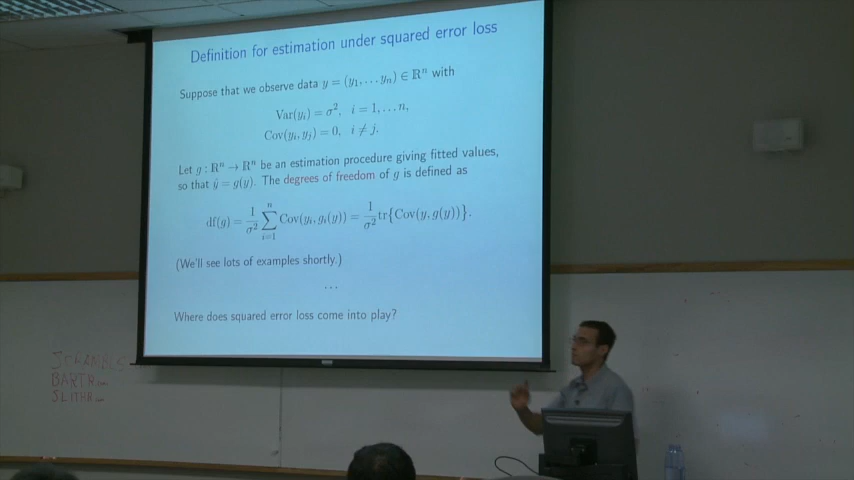 Definition for estimation under squared error loss
Suppose that we observe data y = (y₁, . . . yₙ) ∈ ℝⁿ with
Var(yᵢ) = σ², i = 1, . . . n,
Cov(yᵢ, yⱼ) = 0, i ≠ j.
Let g : ℝⁿ → ℝⁿ be an estimation procedure giving fitted values,
so that ŷ = g(y). The degrees of freedom of g is defined as
df(g) = 1/σ² ∑ᵢ₌₁ⁿ Cov(yᵢ, gᵢ(y)) = 1/σ² tr{Cov(y, g(y))}.
(We'll see lots of examples shortly.)
. . .
Where does squared error loss come into play?